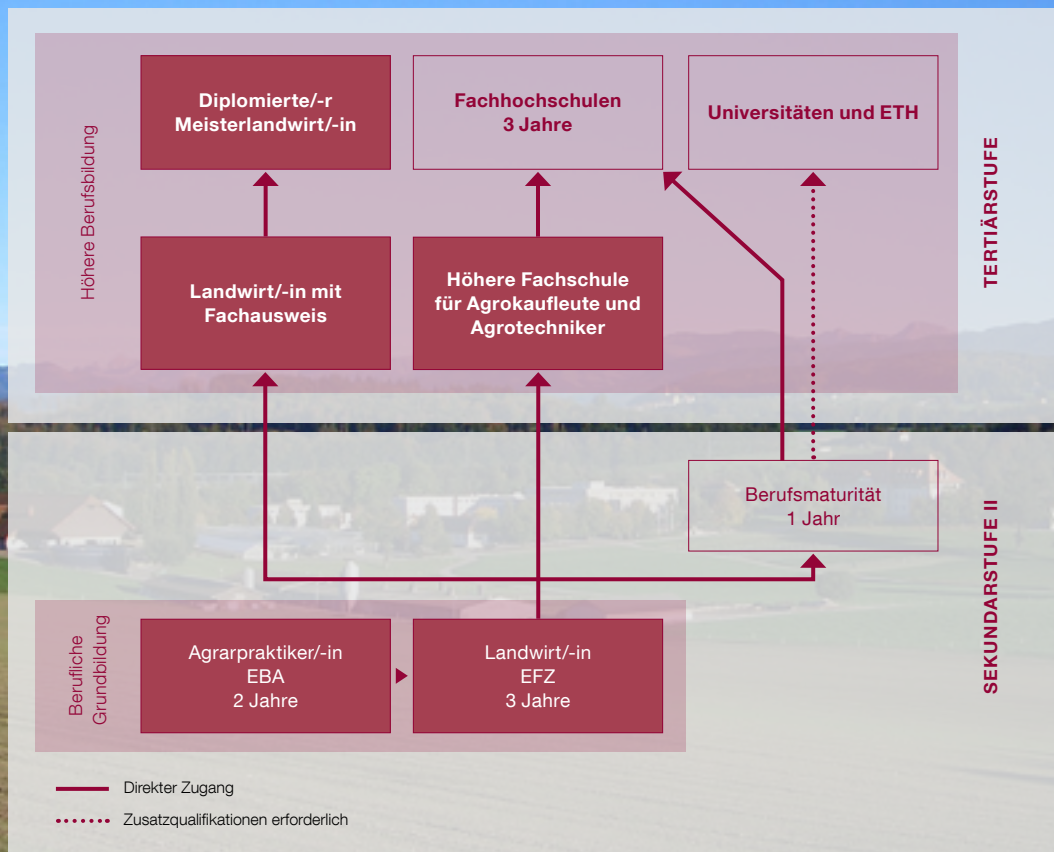 Höhere Berufsbildung
Diplomierte/-r
Meisterlandwirt/-in
Fachhochschulen
3 Jahre
Universitäten und ETH
TERTIÄRSTUFE
Landwirt/-in mit
Fachausweis
Höhere Fachschule
für Agrokaufleute und
Agrotechniker
Berufsmaturität
1 Jahr
SEKUNDARSTUFE II
Berufliche
Grundbildung
Agrarpraktiker/-in
EBA
2 Jahre
Landwirt/-in
EFZ
3 Jahre
Direkter Zugang
Zusatzqualifikationen erforderlich